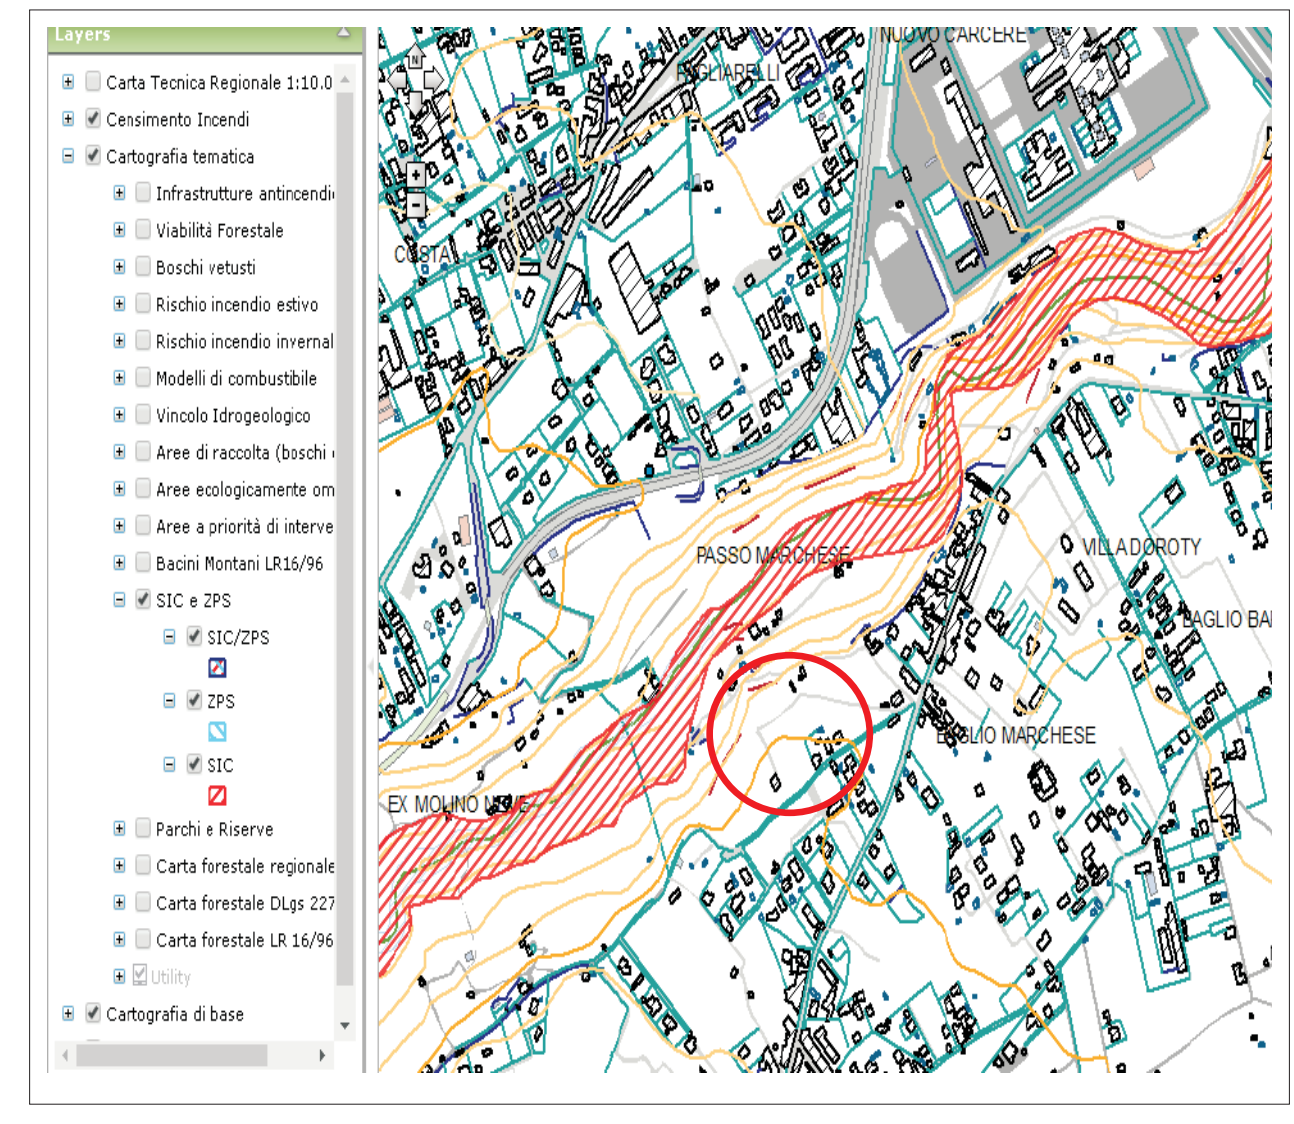 Layers
Carta Tecnica Regionale 1:10.0
Censimento Incendi
Cartografia tematica
Infrastrutture antincendi
Viabilità Forestale
Boschi vetusti
Rischio incendio estivo
Rischio incendio invernal
Modelli di combustibile
Vincolo Idrogeologico
Aree di raccolta (boschi
Aree ecologicamente om
Aree a priorità di interve
Bacini Montani LR16/96
SIC e ZPS
SIC/ZPS
ZPS
SIC
Parchi e Riserve
Carta forestale regionale
Carta forestale DLgs 227
Carta forestale LR 16/96
Utility
Cartografia di base
N
NUOVO CARCERE
COSTA
PASSO MARCHESE
VILLA DOROTY
BAGLIO MARCHESE
EX MOLINO NEVE